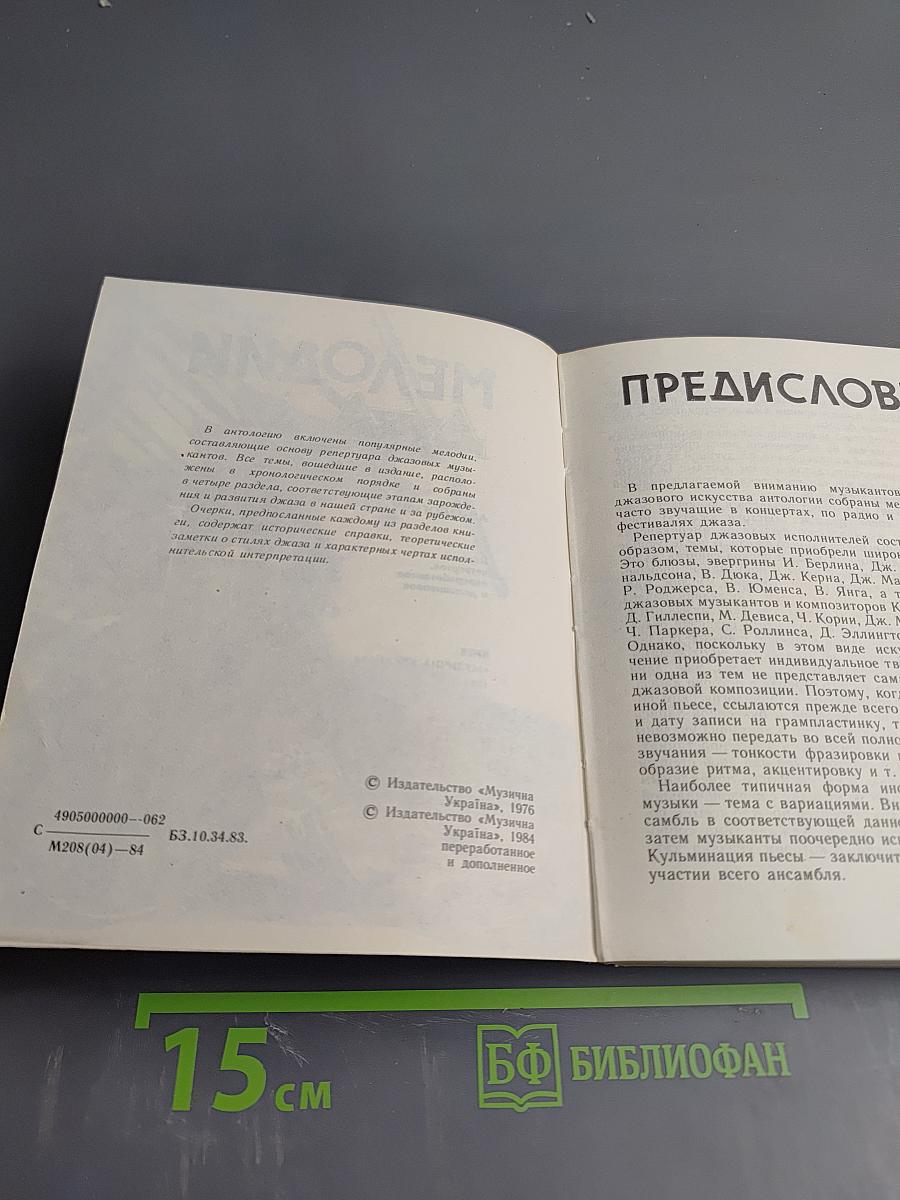 В антологию включены популярные мелодии,
составляющие основу репертуара джазовых музы-
кантов. Все темы, вошедшие в издание, располо-
жены в хронологическом порядке и собраны
в четыре раздела, соответствующие этапам зарожде-
ния и развития джаза в нашей стране и за рубежом.
Очерки, предпосланные каждому из разделов кни-
ги, содержат исторические справки, теоретические
заметки о стилях джаза и характерных чертах испол-
нительской интерпретации.
С 4905000000—062
М208(04)—84
БЗ.10.34.83.
© Издательство «Музична
Україна», 1976
© Издательство «Музична
Україна», 1984
переработанное
и дополненное
ПРЕДИСЛОВ
В предлагаемой вниманию музыкантов
джазового искусства антологии собраны ме
часто звучащие в концертах, по радио и
фестивалях джаза.
Репертуар джазовых исполнителей сост
образом, темы, которые приобрели широ
Это блюзы, эвергрины И. Берлина, Дж.
нальдсона, В. Дюка, Дж. Керна, Дж. Ма
Р. Роджерса, В. Юменса, В. Янга, а т
джазовых музыкантов и композиторов К
Д. Гиллеспи, М. Девиса, Ч. Кории, Дж. М
Ч. Паркера, С. Роллинса, Д. Эллингто
Однако, поскольку в этом виде иску
чение приобретает индивидуальное тв
ни одна из тем не представляет сам
джазовой композиции. Поэтому, ког
иной пьесе, ссылаются прежде всего
и дату записи на грампластинку, т
невозможно передать во всей полно
звучания — тонкости фразировки
образие ритма, акцентировку и т.
Наиболее типичная форма инс
музыки — тема с вариациями. Вн
самбль в соответствующей данно
затем музыканты поочередно ис
Кульминация пьесы — заключит
участии всего ансамбля.
15 см
БФ БИБЛИОФАН